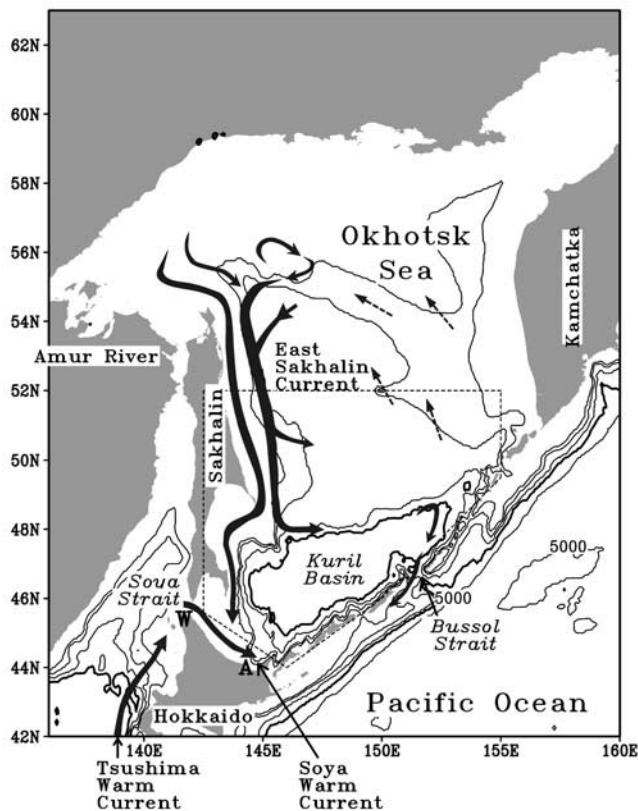 62N
60N
58N
56N
54N
52N
50N
48N
46N
44N
42N
140E
145E
150E
155E
160E
Okhotsk
Sea
Kamchatka
Amur River
Sakhalin
East
Sakhalin
Current
Kuril
Basin
Soya
Strait
W
A
5000
5000
Bussol
Strait
Hokkaido
Pacific Ocean
Tsushima
Warm
Current
Soya
Warm
Current